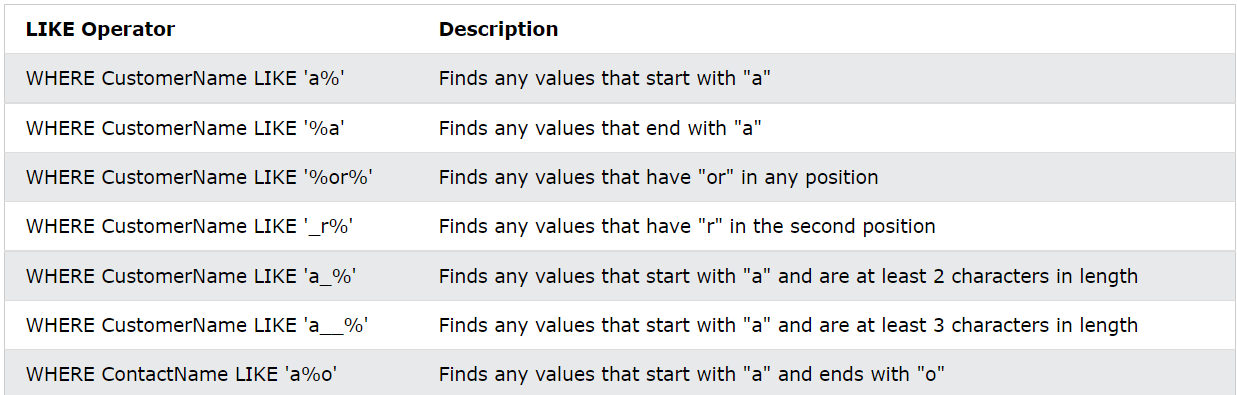 LIKE Operator Description
WHERE CustomerName LIKE 'a%' Finds any values that start with "a"
WHERE CustomerName LIKE '%a' Finds any values that end with "a"
WHERE CustomerName LIKE '%or%' Finds any values that have "or" in any position
WHERE CustomerName LIKE '_r%' Finds any values that have "r" in the second position
WHERE CustomerName LIKE 'a_%' Finds any values that start with "a" and are at least 2 characters in length
WHERE CustomerName LIKE 'a__%' Finds any values that start with "a" and are at least 3 characters in length
WHERE ContactName LIKE 'a%o' Finds any values that start with "a" and ends with "o"